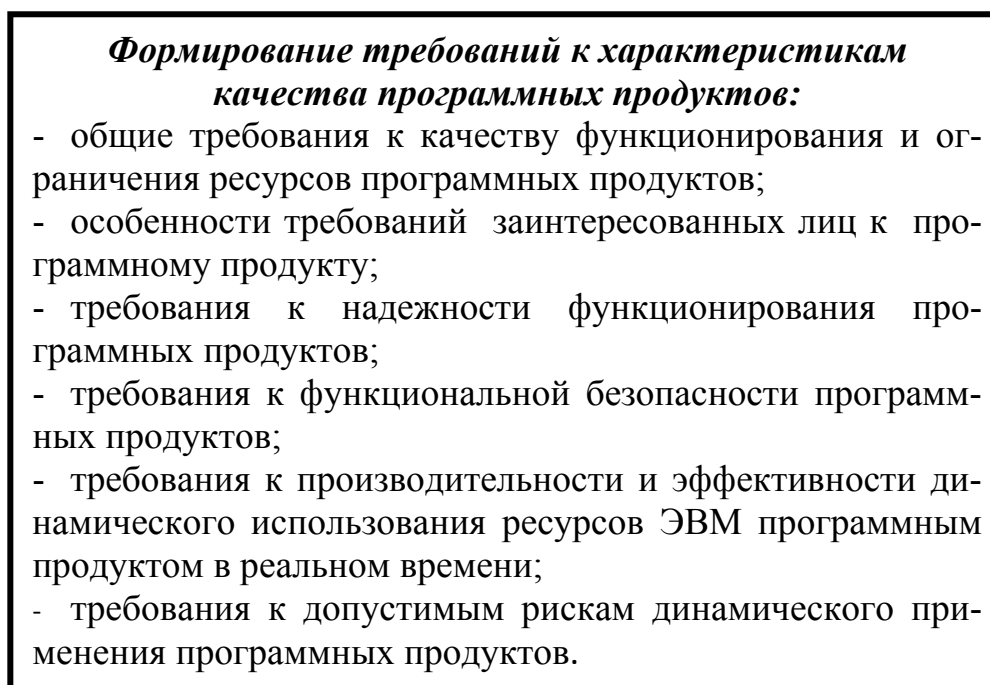 Формирование требований к характеристикам
качества программных продуктов:
- общие требования к качеству функционирования и ог-
раничения ресурсов программных продуктов;
- особенности требований заинтересованных лиц к про-
граммному продукту;
- требования к надежности функционирования про-
граммных продуктов;
- требования к функциональной безопасности программ-
ных продуктов;
- требования к производительности и эффективности ди-
намического использования ресурсов ЭВМ программным
продуктом в реальном времени;
- требования к допустимым рискам динамического при-
менения программных продуктов.